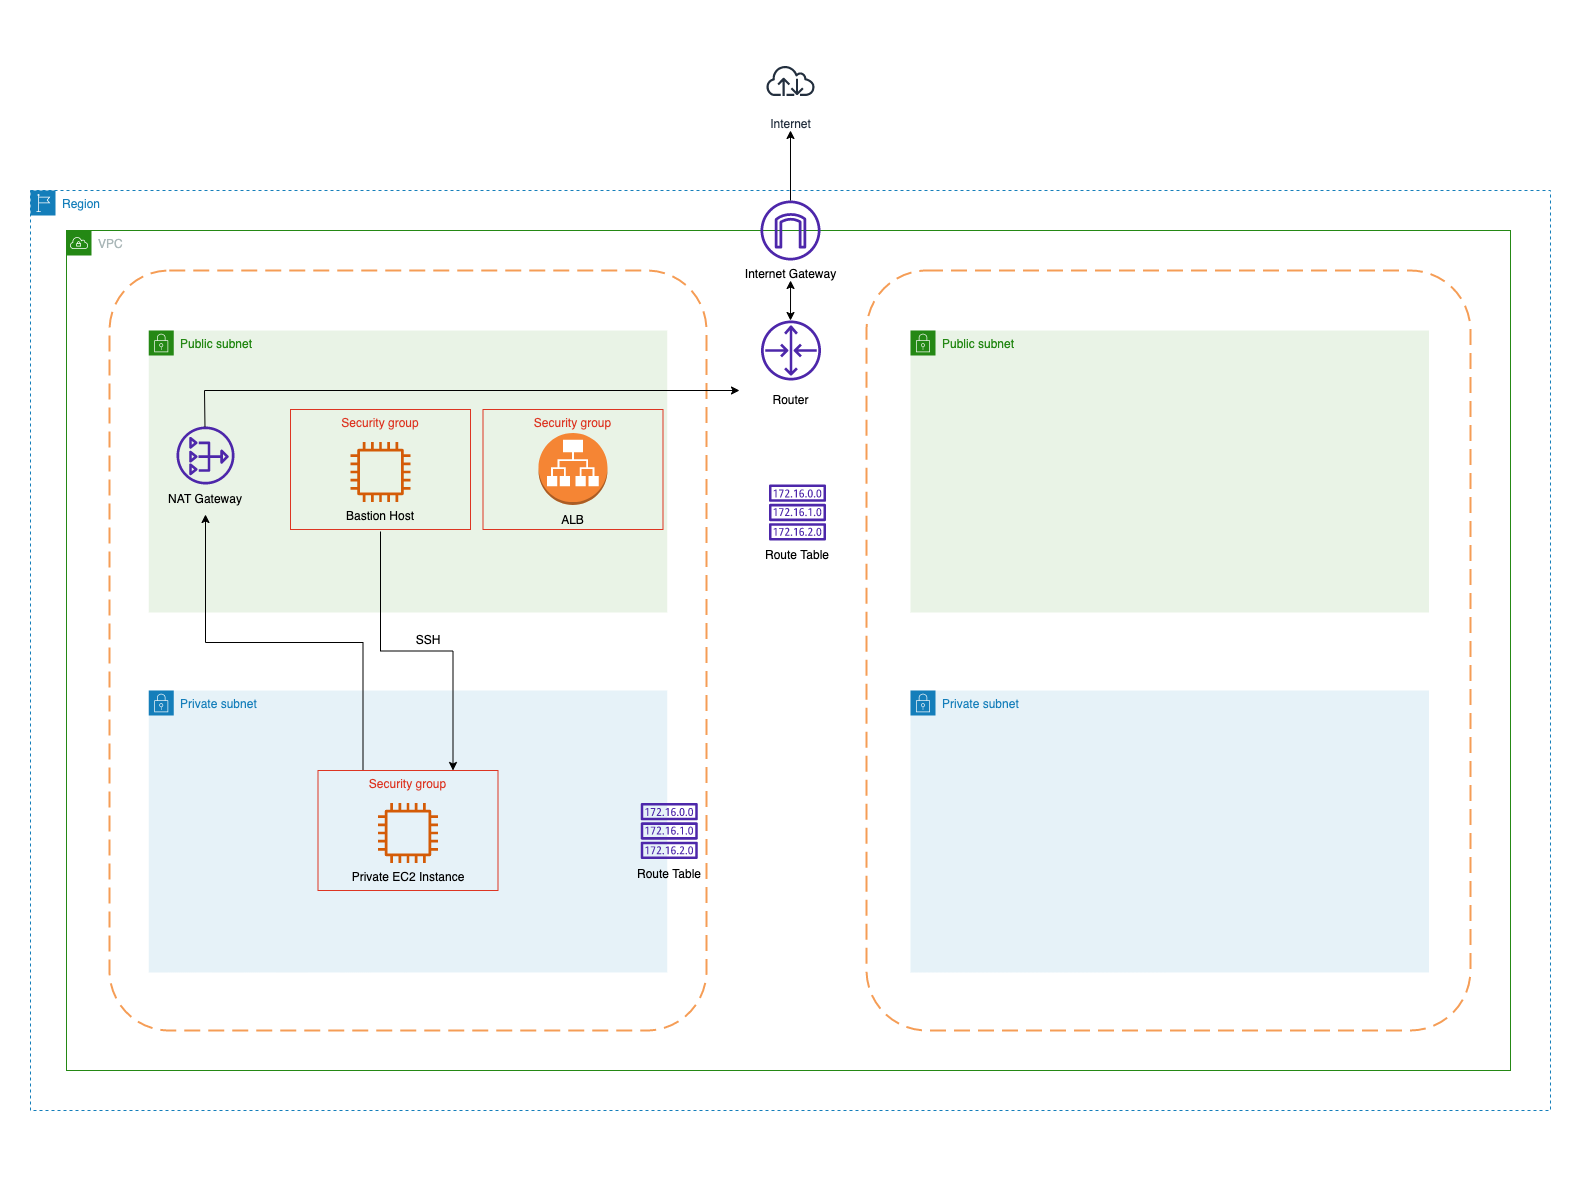 Internet
Region
VPC
Internet Gateway
Public subnet
Public subnet
Router
Security group
Security group
NAT Gateway
Bastion Host
ALB
172.16.0.0
172.16.1.0
172.16.2.0
Route Table
SSH
Private subnet
Private subnet
Security group
Private EC2 Instance
172.16.0.0
172.16.1.0
172.16.2.0
Route Table